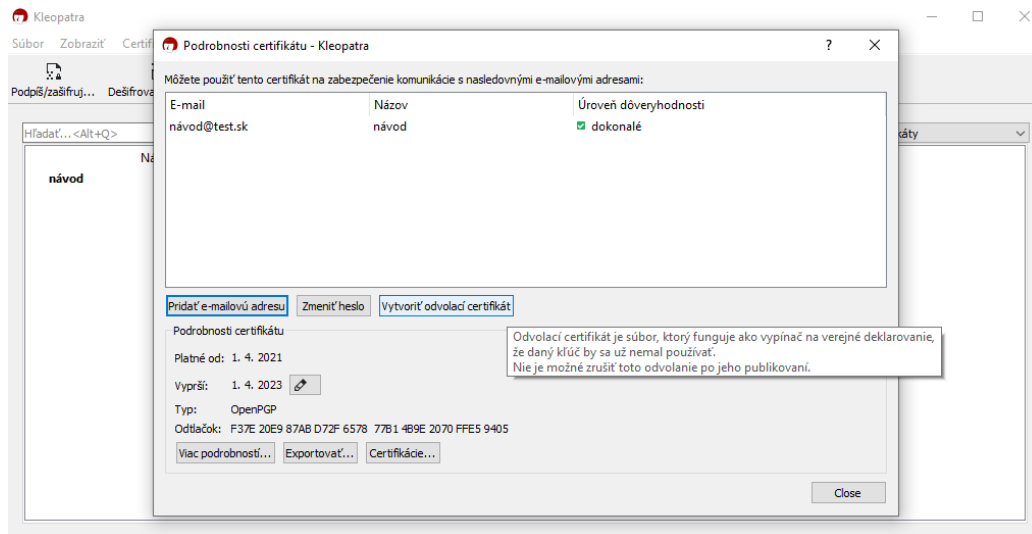 Kleopatra
Súbor Zobraziť Certif
Podpíš/zašifruj... Dešifrova
Hľadať...<Alt+Q>
káty
Ná
návod
Podrobnosti certifikátu - Kleopatra
Môžete použiť tento certifikát na zabezpečenie komunikácie s nasledovnými e-mailovými adresami:
E-mail Názov Úroveň dôveryhodnosti
návod@test.sk návod dokonalé
Pridať e-mailovú adresu Zmeniť heslo Vytvoriť odvolací certifikát
Odvolací certifikát je súbor, ktorý funguje ako vypínač na verejné deklarovanie,
že daný kľúč by sa už nemal používať.
Nie je možné zrušiť toto odvolanie po jeho publikovaní.
Podrobnosti certifikátu
Platné od: 1. 4. 2021
Vyprší: 1. 4. 2023
Typ: OpenPGP
Odtlačok: F37E 20E9 87AB D72F 6578 77B1 4B9E 2070 FFE5 9405
Viac podrobností... Exportovať... Certifikácie...
Close